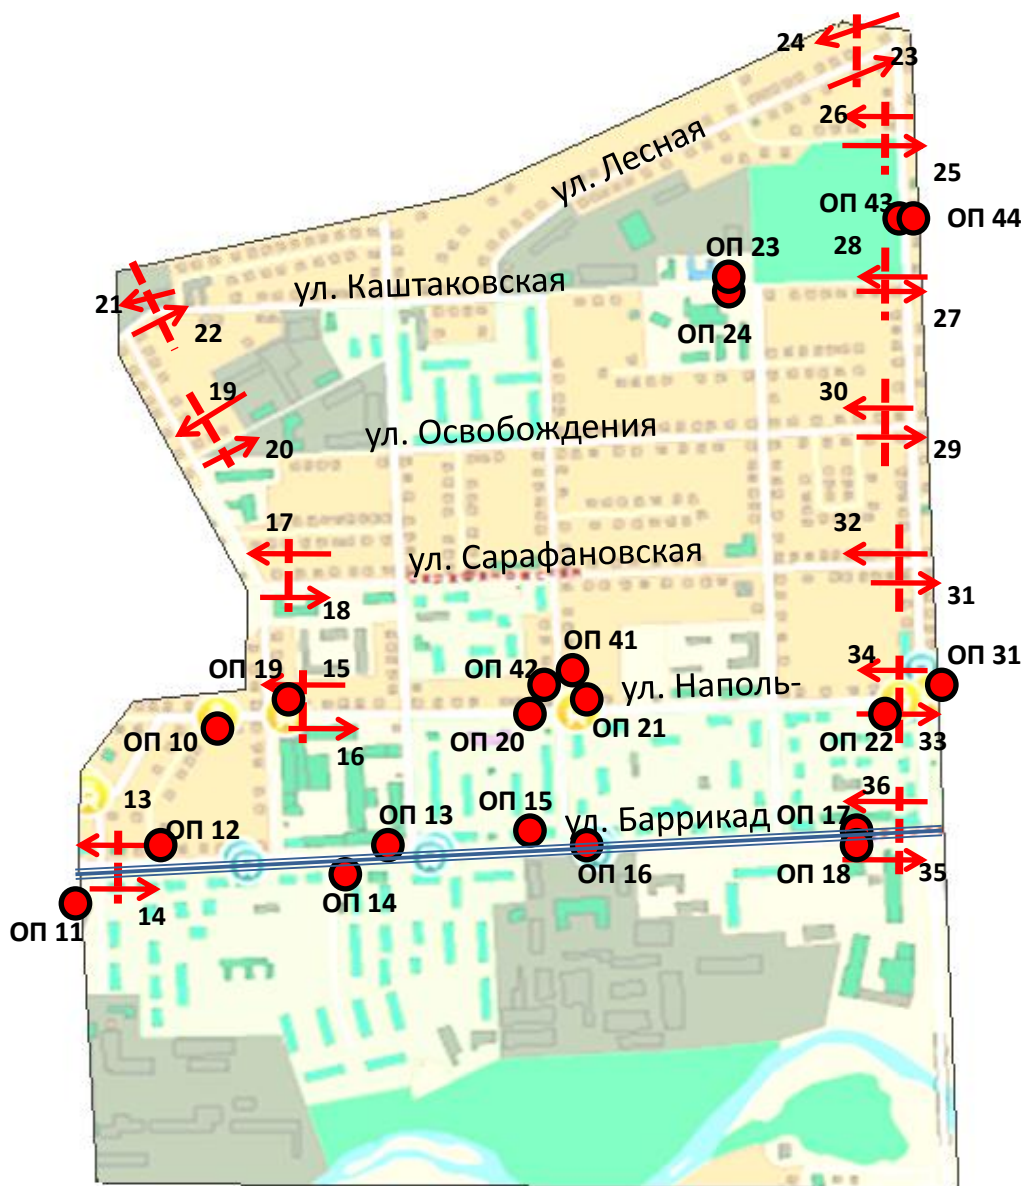 24
23
26
25
ул. Лесная
ОП 43
ОП 44
ОП 23
28
ул. Каштаковская
21
22
ОП 24
27
19
30
ул. Освобождения
20
29
17
32
ул. Сарафановская
18
31
ОП 41
34
ОП 31
ОП 19
15
ОП 42
ул. Наполь-
ОП 10
16
ОП 20
ОП 21
ОП 22
33
36
13
ОП 12
ОП 13
ОП 15
ул. Баррикад
ОП 17
ОП 14
ОП 16
ОП 18
35
14
ОП 11